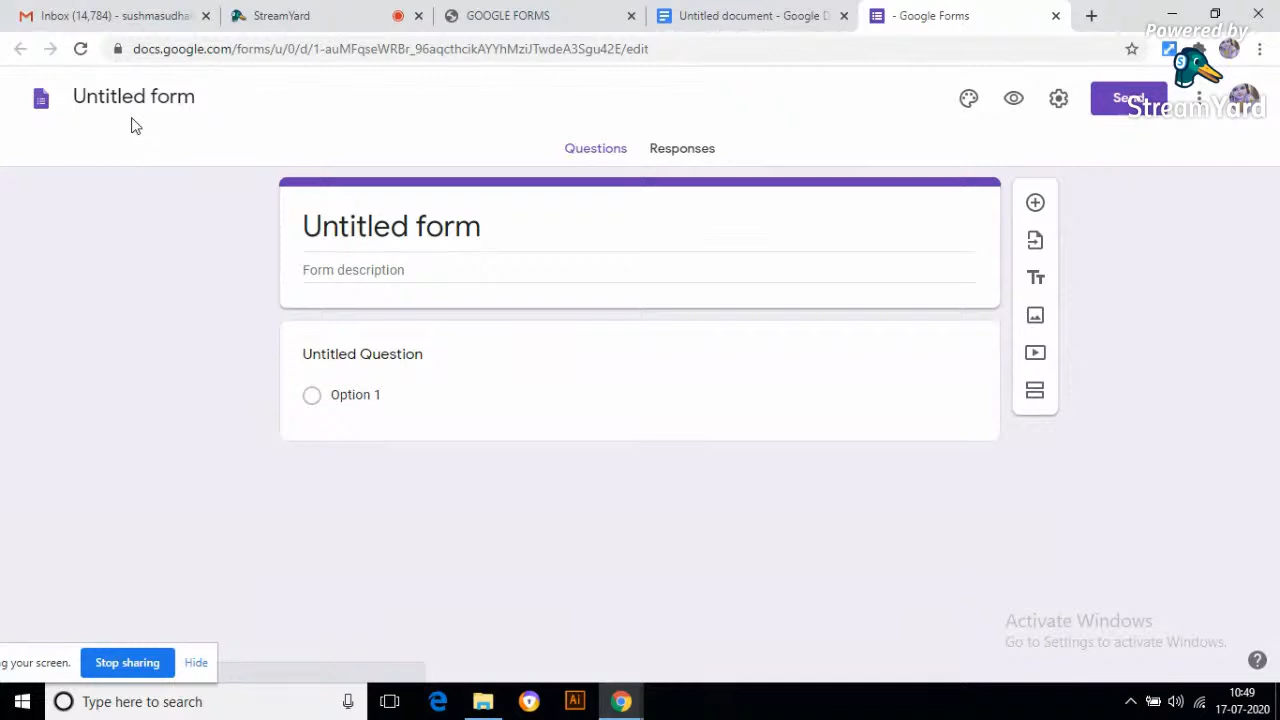 Inbox (14,784) - sushmasudha
StreamYard
GOOGLE FORMS
Untitled document - Google D
- Google Forms
Powered by
docs.google.com/forms/u/0/d/1-auMFqseWRBr_96aqcthcikAYYhMziJTwdeA3Sgu42E/edit
Untitled form
Send
StreamYard
Questions
Responses
Untitled form
Form description
Untitled Question
Option 1
Activate Windows
Go to Settings to activate Windows.
g your screen.
Stop sharing
Hide
Type here to search
Ai
10:49
17-07-2020